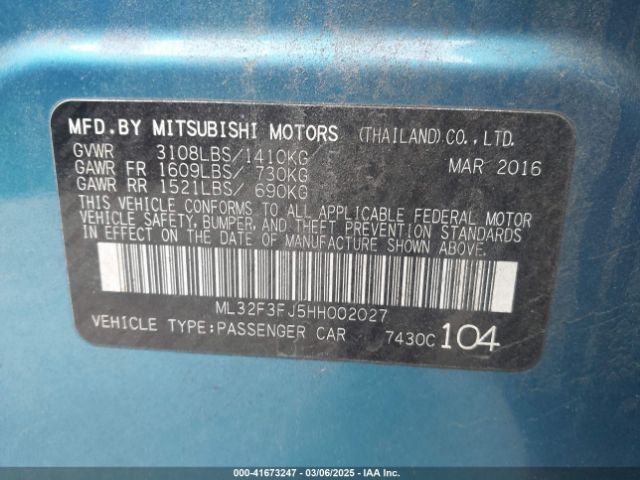 MFD.BY MITSUBISHI MOTORS (THAILAND) CO., LTD.
GVWR 3108LBS/1410KG MAR 2016
GAWR FR 1609LBS/ 730KG
GAWR RR 1521LBS/ 690KG
THIS VEHICLE CONFORMS TO ALL APPLICABLE FEDERAL MOTOR
VEHICLE SAFETY, BUMPER, AND THEFT PREVENTION STANDARDS
IN EFFECT ON THE DATE OF MANUFACTURE SHOWN ABOVE.
ML32F3FJ5HH002027
VEHICLE TYPE:PASSENGER CAR 7430C 104
000-41673247 - 03/06/2025 - IAA, Inc.